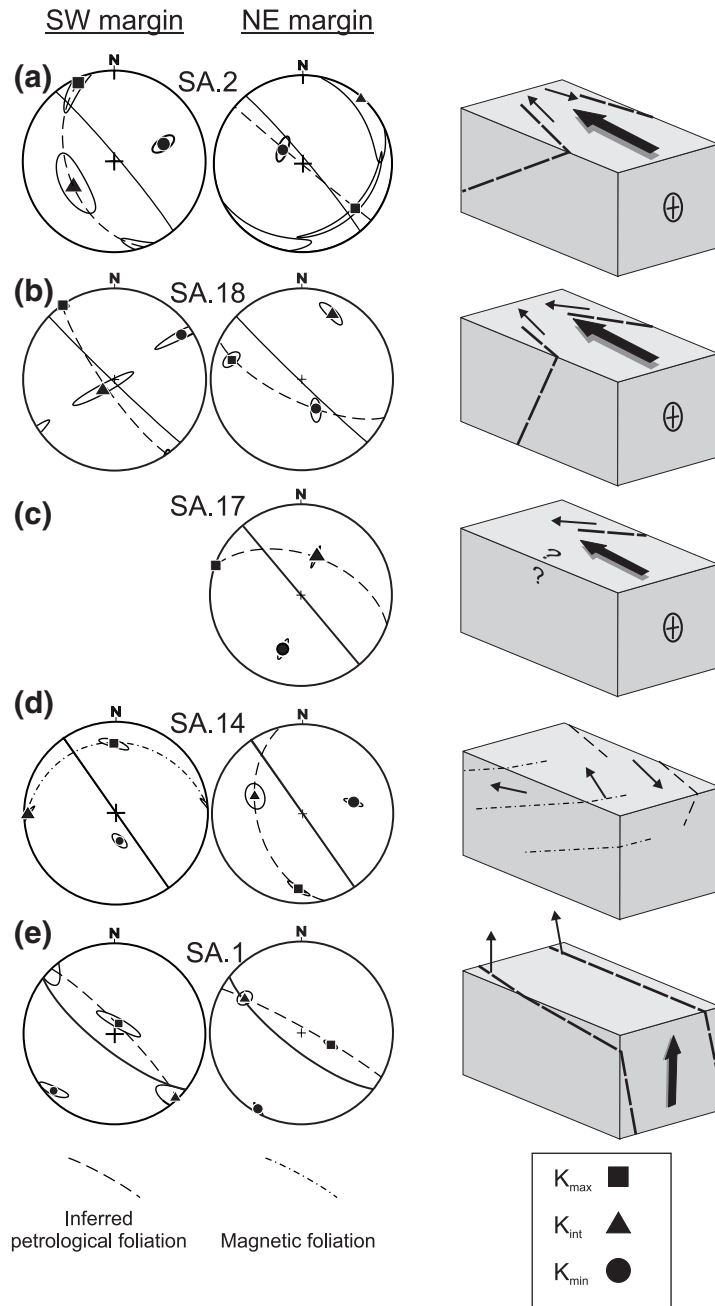 SW margin
NE margin
(a)
N
SA.2
N
(b)
N
SA.18
N
(c)
SA.17
N
?
?
(d)
N
SA.14
N
(e)
N
SA.1
N
Inferred
petrological foliation
Magnetic foliation
Kmax
Kint
Kmin